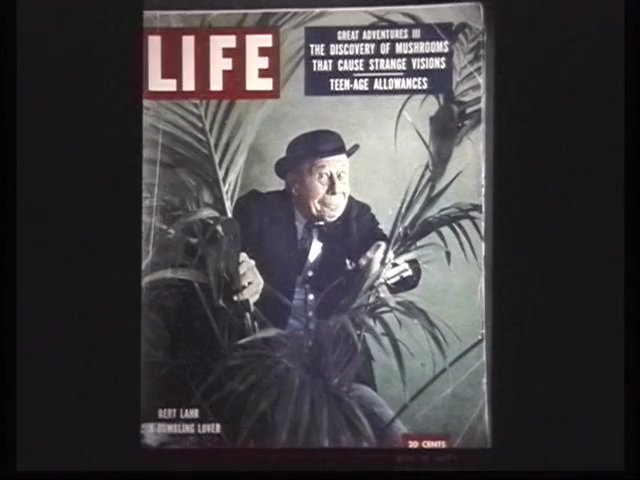 LIFE
GREAT ADVENTURES III
THE DISCOVERY OF MUSHROOMS
THAT CAUSE STRANGE VISIONS
TEEN-AGE ALLOWANCES
BERT LAHR
BUMBLING LOVER
20 CENTS